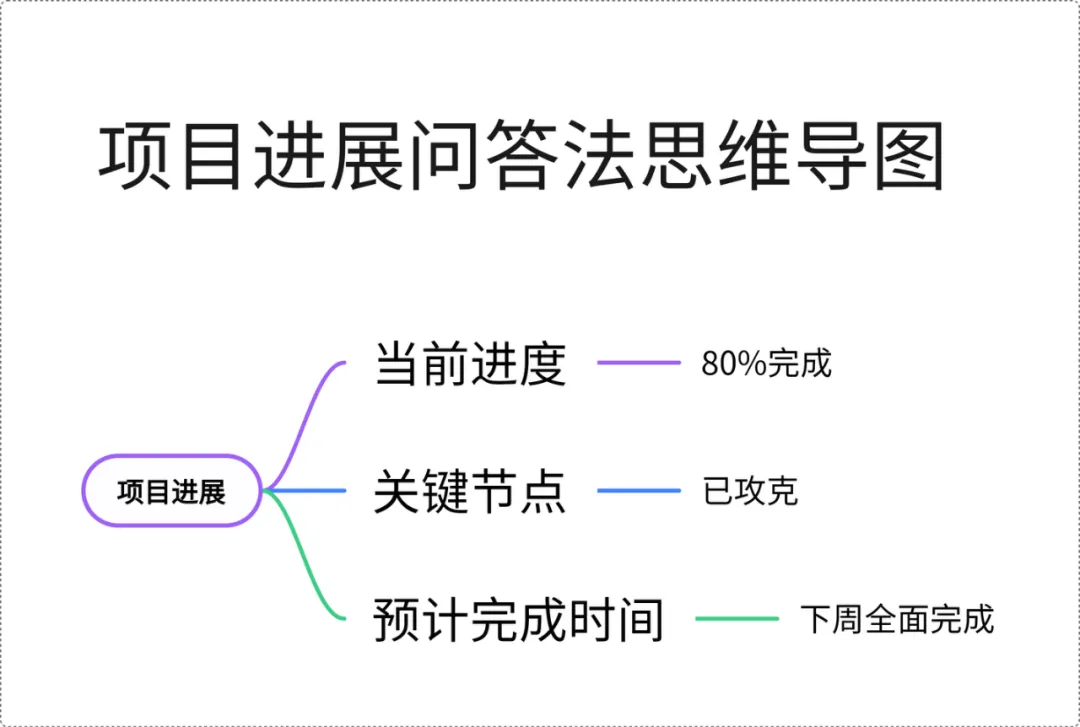 项目进展问答法思维导图
当前进度
80%完成
项目进展
关键节点
已攻克
预计完成时间
下周全面完成